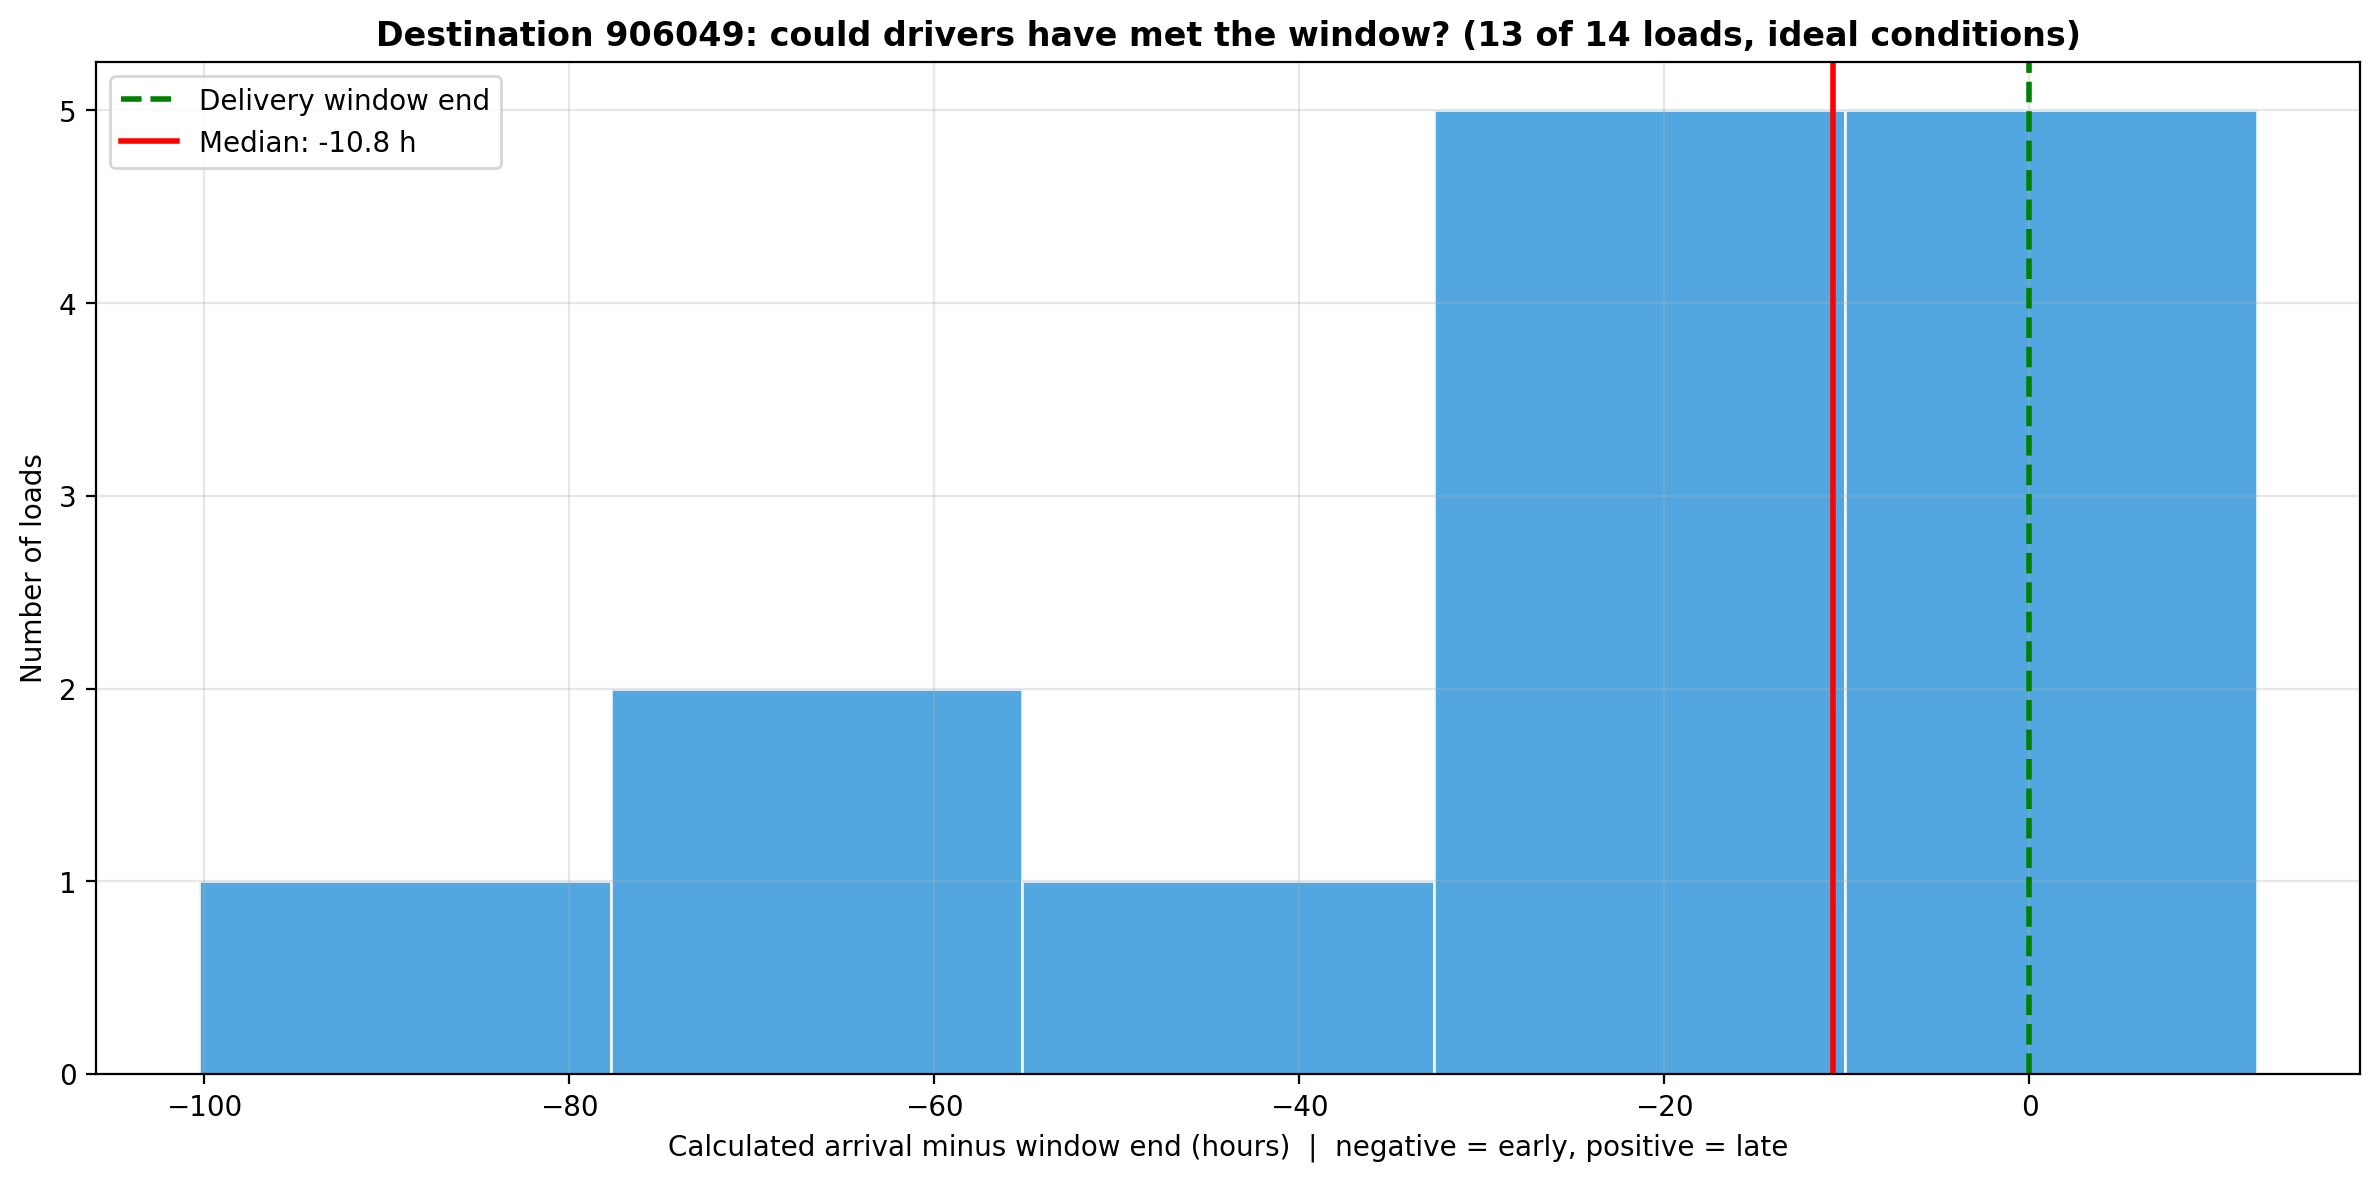 Destination 906049: could drivers have met the window? (13 of 14 loads, ideal conditions)
Delivery window end
Median: -10.8 h
Number of loads
5
4
3
2
1
0
−100
−80
−60
−40
−20
0
Calculated arrival minus window end (hours) | negative = early, positive = late